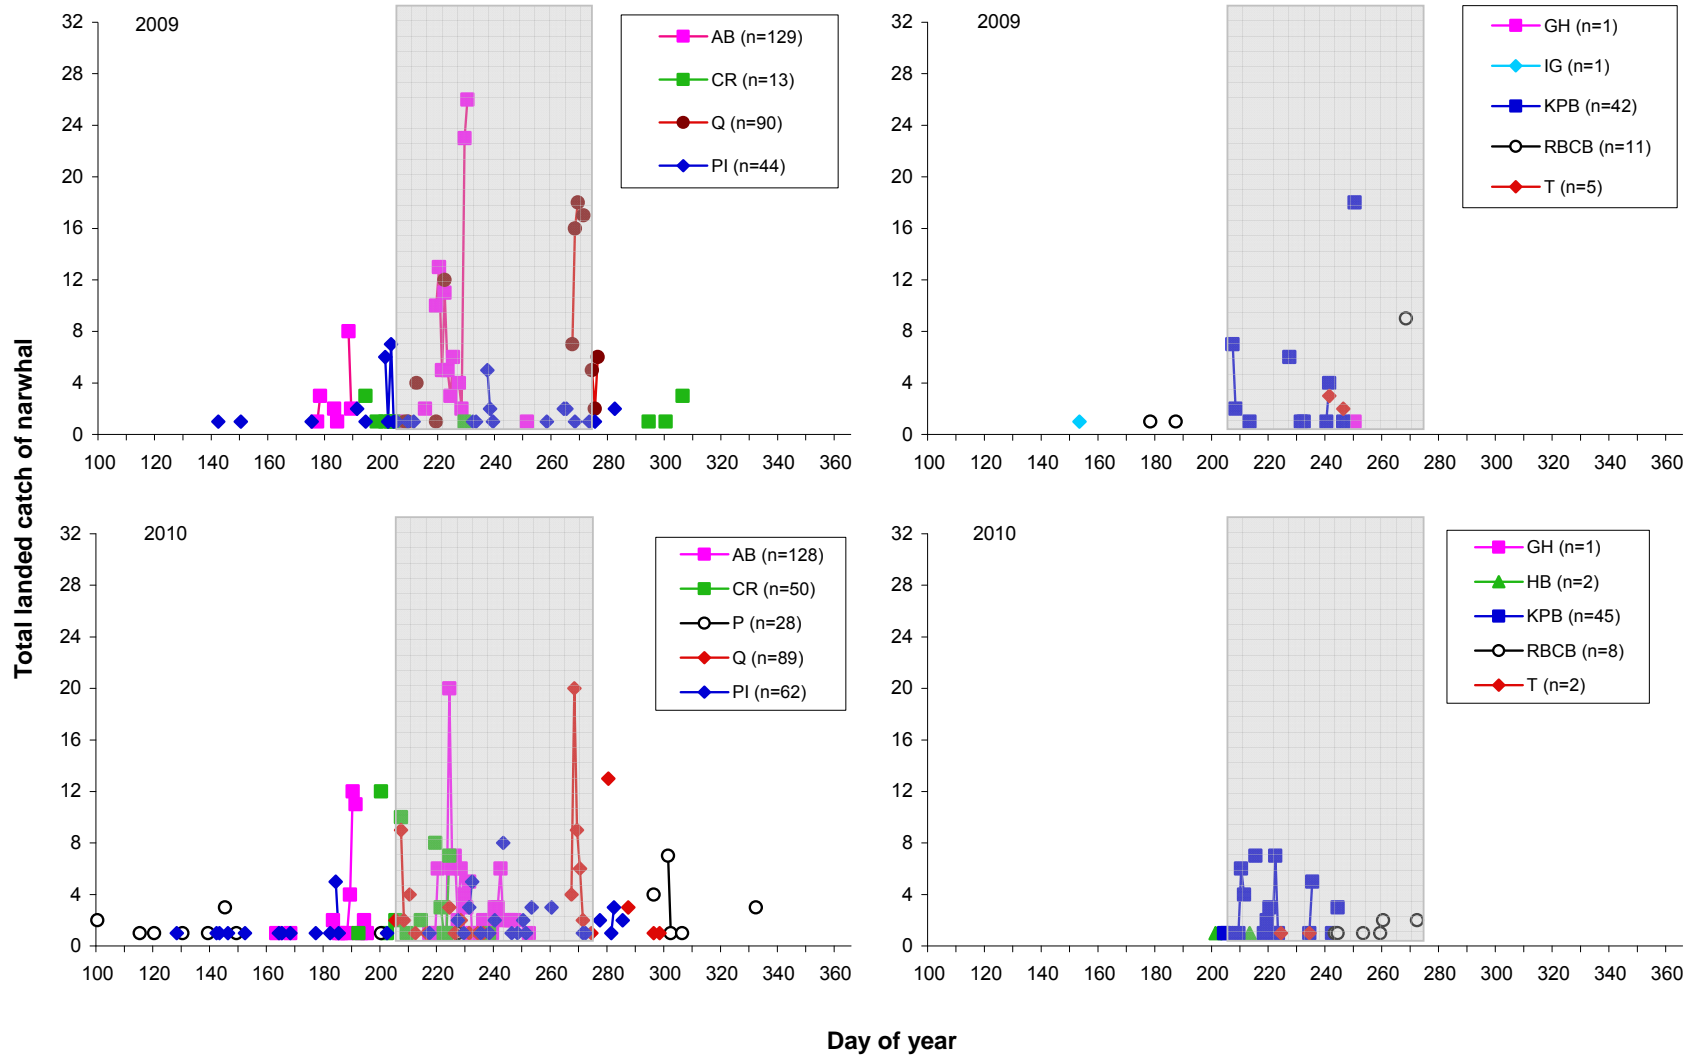 Total landed catch of narwhal
2009
32
28
24
20
16
12
8
4
0
100 120 140 160 180 200 220 240 260 280 300 320 340 360
AB (n=129)
CR (n=13)
Q (n=90)
PI (n=44)
2009
32
28
24
20
16
12
8
4
0
100 120 140 160 180 200 220 240 260 280 300 320 340 360
GH (n=1)
IG (n=1)
KPB (n=42)
RBCB (n=11)
T (n=5)
2010
32
28
24
20
16
12
8
4
0
100 120 140 160 180 200 220 240 260 280 300 320 340 360
AB (n=128)
CR (n=50)
P (n=28)
Q (n=89)
PI (n=62)
2010
32
28
24
20
16
12
8
4
0
100 120 140 160 180 200 220 240 260 280 300 320 340 360
GH (n=1)
HB (n=2)
KPB (n=45)
RBCB (n=8)
T (n=2)
Day of year